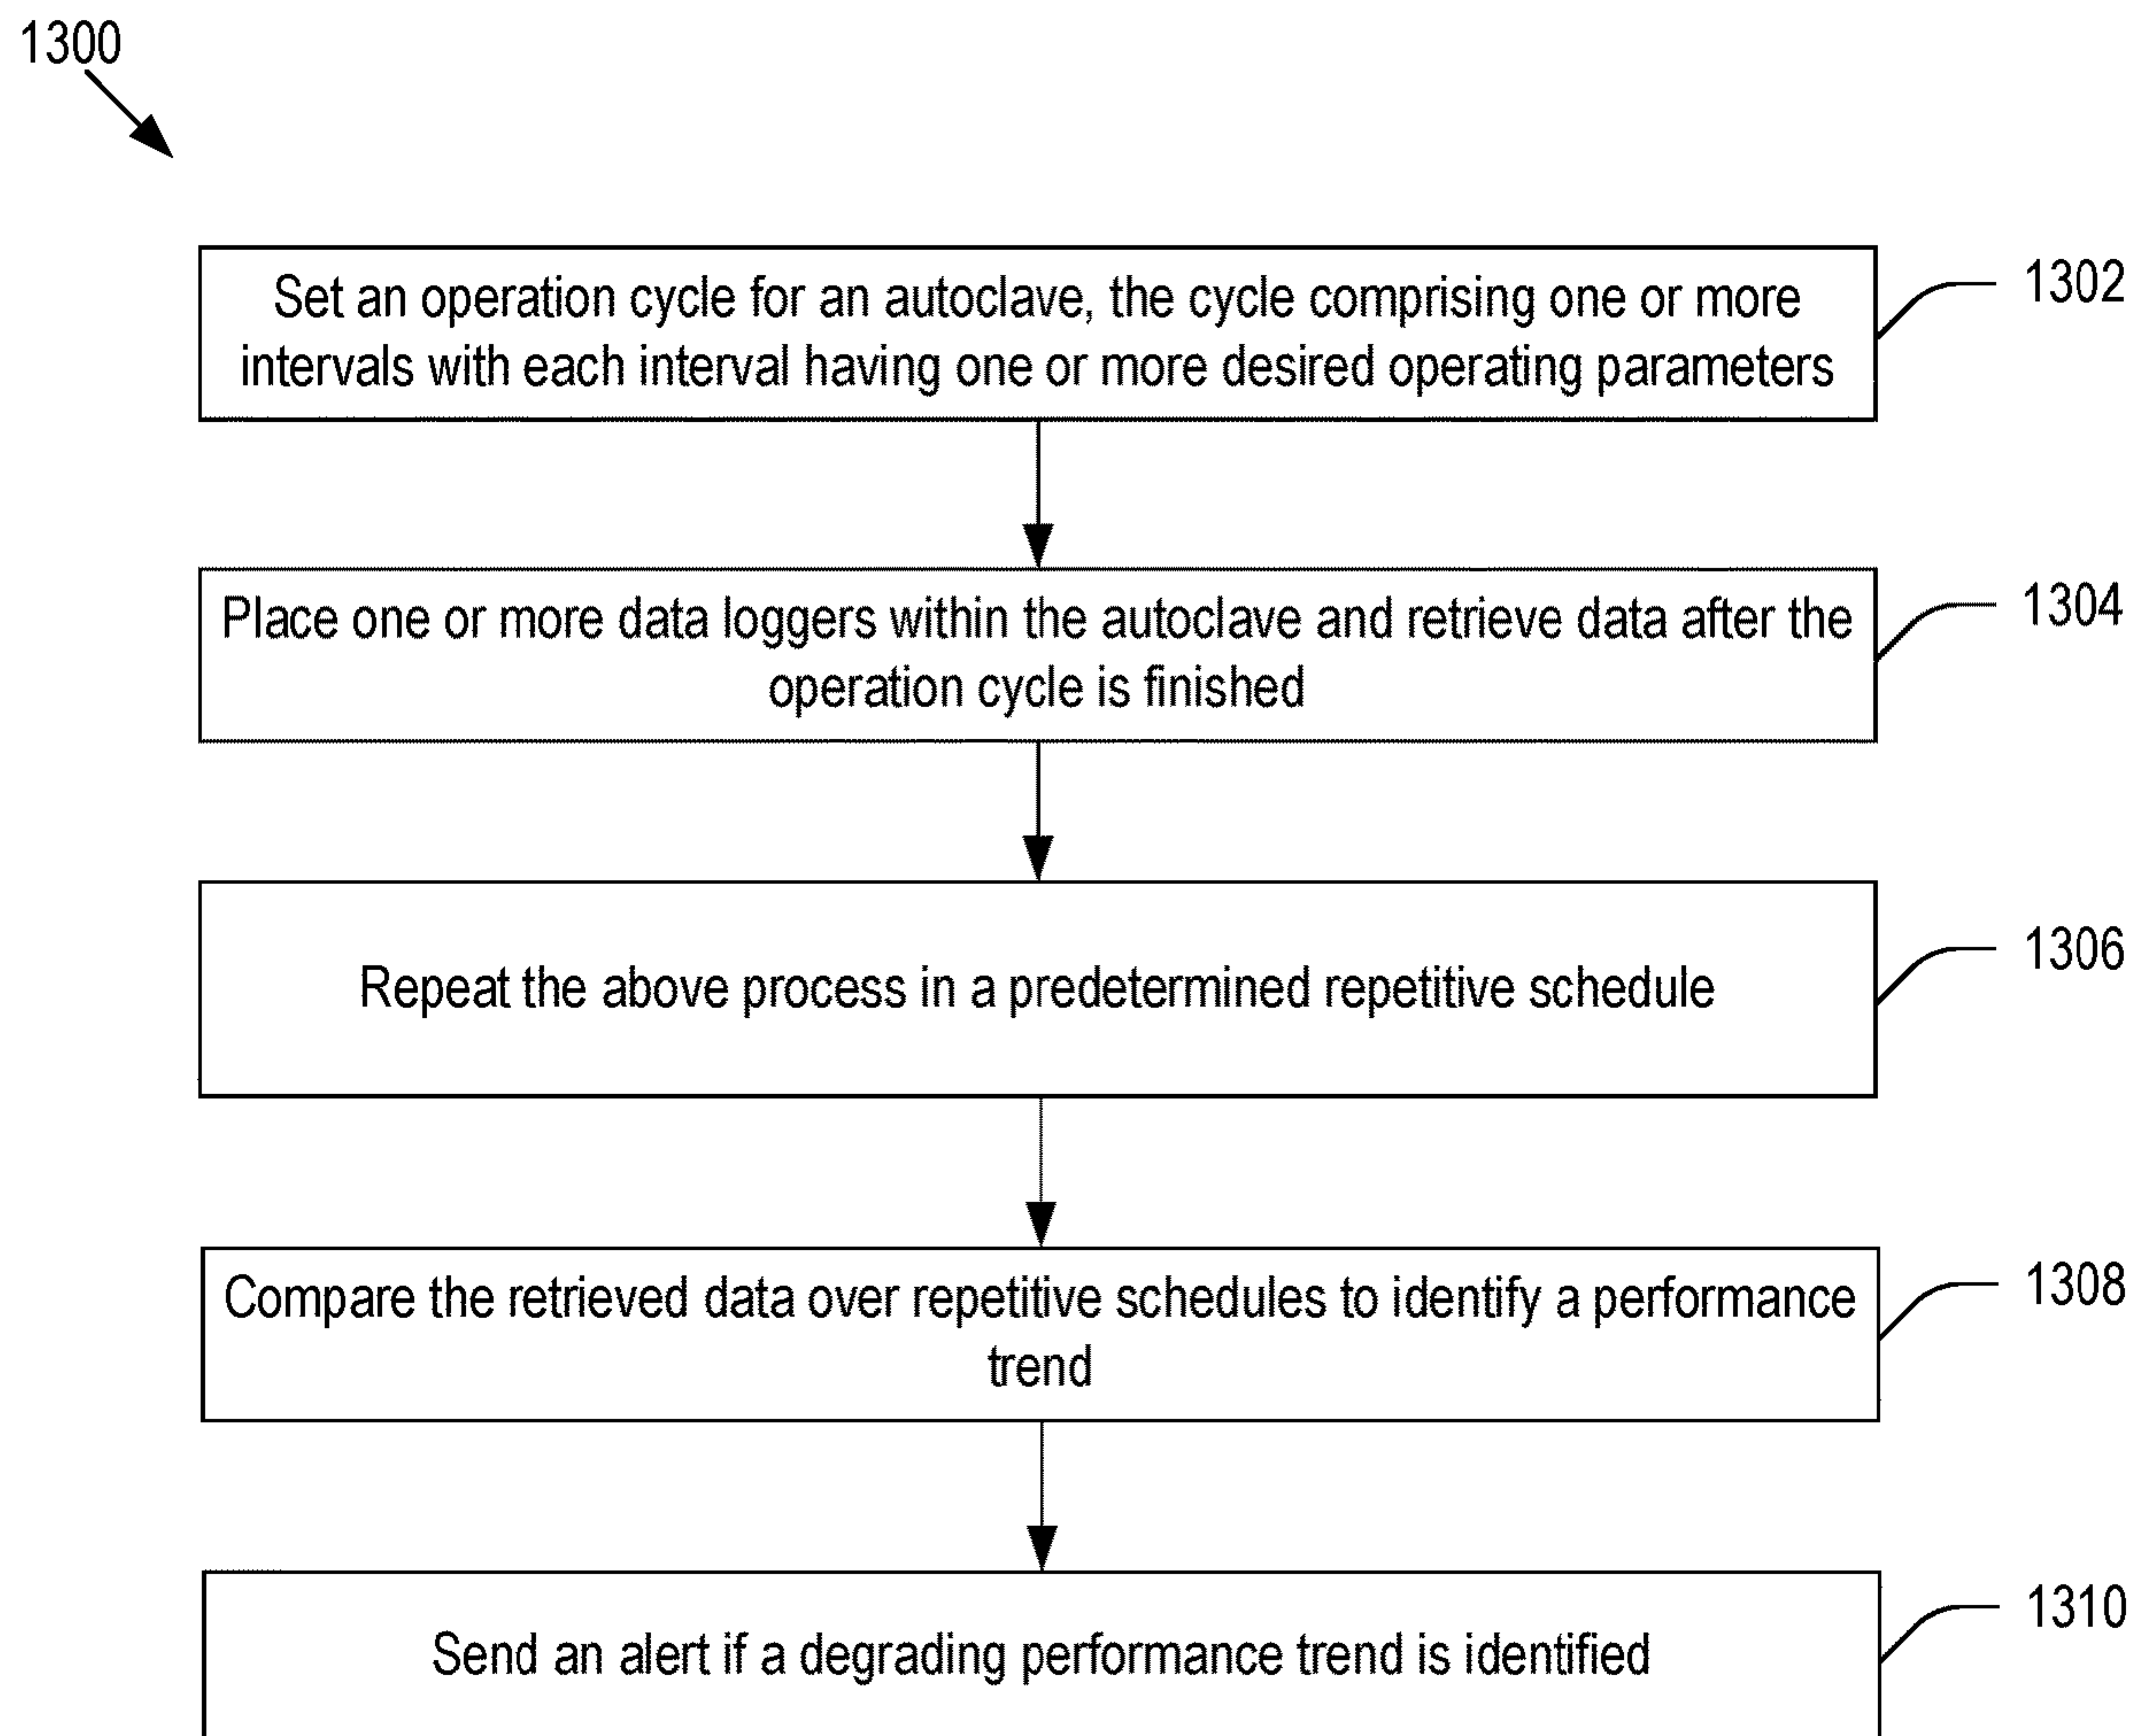 1300
Set an operation cycle for an autoclave, the cycle comprising one or more
intervals with each interval having one or more desired operating parameters
1302
Place one or more data loggers within the autoclave and retrieve data after the
operation cycle is finished
1304
Repeat the above process in a predetermined repetitive schedule
1306
Compare the retrieved data over repetitive schedules to identify a performance
trend
1308
Send an alert if a degrading performance trend is identified
1310